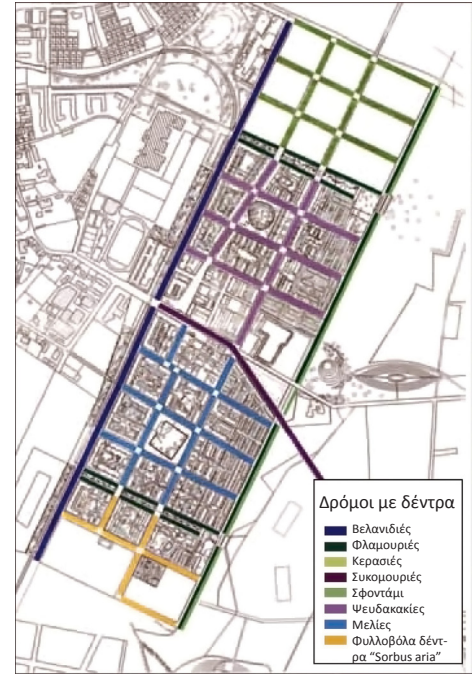 Δρόμοι με δέντρα
Βελανιδιές
Φλαμουριές
Κερασιές
Συκομουριές
Σφοντάμι
Ψευδακακίες
Μελίες
Φυλλοβόλα δέντ-
ρα “Sorbus aria”